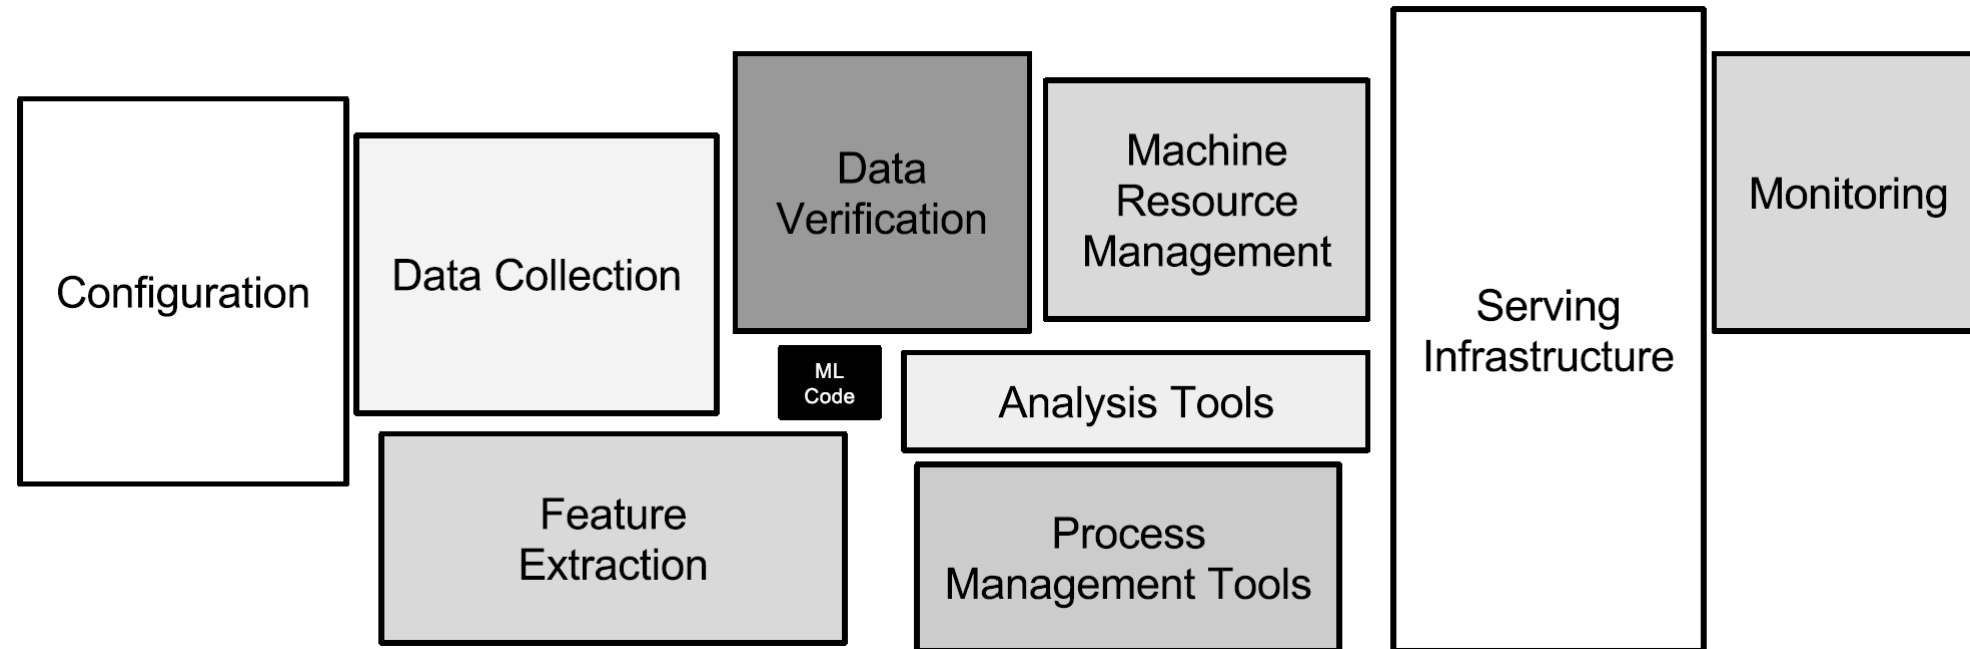 Configuration
Data Collection
Feature
Extraction
Data
Verification
ML
Code
Machine
Resource
Management
Analysis Tools
Process
Management Tools
Serving
Infrastructure
Monitoring